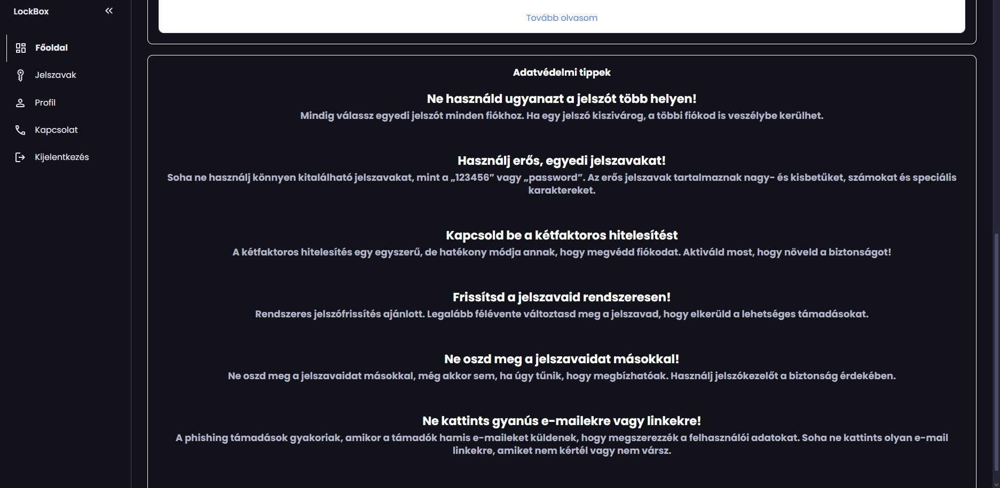 LockBox
Főoldal
Jelszavak
Profil
Kapcsolat
Kijelentkezés
Tovább olvasom
Adatvédelmi tippek
Ne használd ugyanazt a jelszót több helyen!
Mindig válassz egyedi jelszót minden fiókhoz. Ha egy jelszó kiszivárog, a többi fiókod is veszélybe kerülhet.
Használj erős, egyedi jelszavakat!
Soha ne használj könnyen kitalálható jelszavakat, mint a „123456” vagy „password”. Az erős jelszavak tartalmaznak nagy- és kisbetűket, számokat és speciális
karaktereket.
Kapcsold be a kétfaktoros hitelesítést
A kétfaktoros hitelesítés egy egyszerű, de hatékony módja annak, hogy megvédd fiókodat. Aktiváld most, hogy növeld a biztonságot!
Frissítsd a jelszavaid rendszeresen!
Rendszeres jelszófrissítés ajánlott. Legalább félévente változtasd meg a jelszavad, hogy elkerüld a lehetséges támadásokat.
Ne oszd meg a jelszavaidat másokkal!
Ne oszd meg a jelszavaidat másokkal, még akkor sem, ha úgy tűnik, hogy megbízhatóak. Használj jelszókezelőt a biztonság érdekében.
Ne kattints gyanús e-mailekre vagy linkekre!
A phishing támadások gyakoriak, amikor a támadók hamis e-maileket küldenek, hogy megszerezzék a felhasználói adatokat. Soha ne kattints olyan e-mail
linkekre, amiket nem kértél vagy nem vársz.